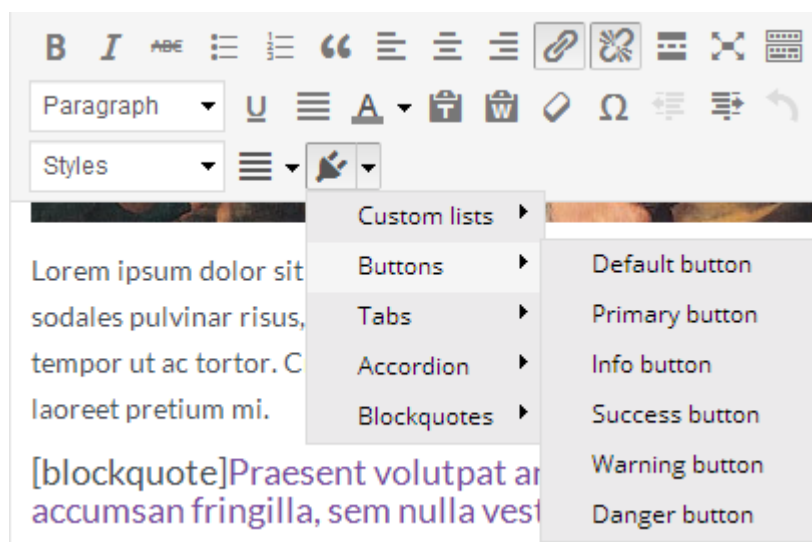 B I ABC
Paragraph U A T W Ω
Styles
Custom lists
Buttons
Tabs
Accordion
Blockquotes
Default button
Primary button
Info button
Success button
Warning button
Danger button
Lorem ipsum dolor sit
sodales pulvinar risus,
tempor ut ac tortor. C
laoreet pretium mi.
[blockquote]Praesent volutpat
accumsan fringilla, sem nulla